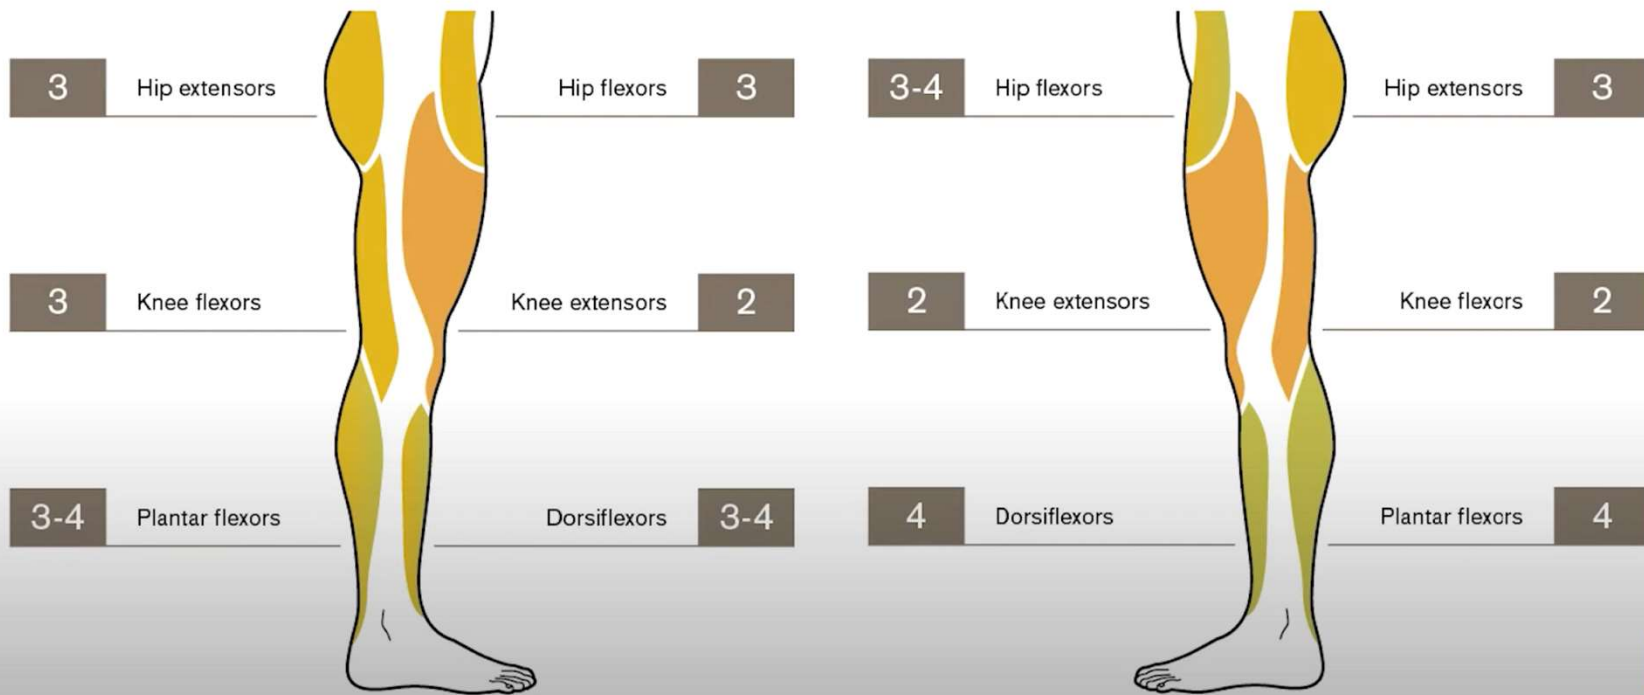 3 Hip extensors Hip flexors 3
3-4 Hip flexors Hip extensors 3
3 Knee flexors Knee extensors 2
2 Knee extensors Knee flexors 2
3-4 Plantar flexors Dorsiflexors 3-4
4 Dorsiflexors Plantar flexors 4